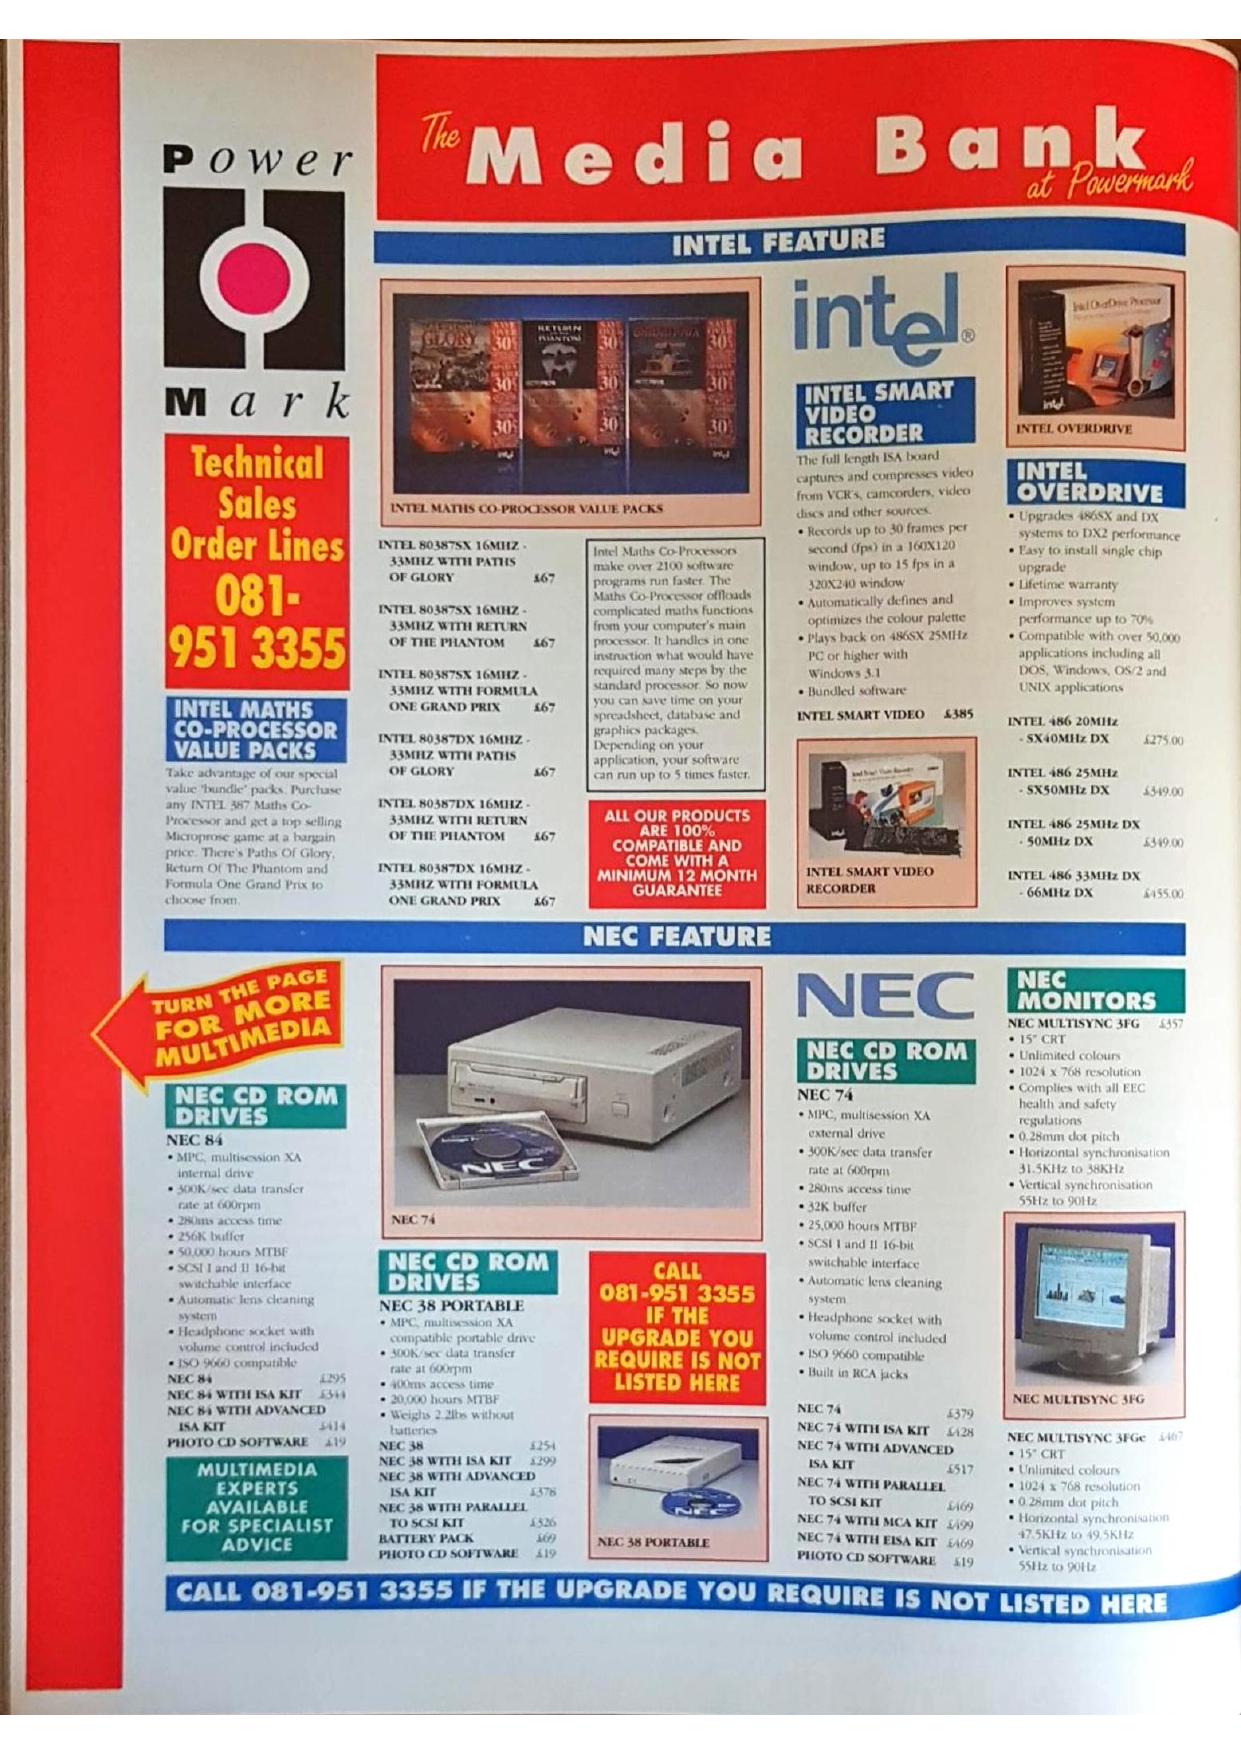 The Media Bank
at Powermark
Power
Mark
Technical
Sales
Order Lines
081-
951 3355
INTEL MATHS
CO-PROCESSOR
VALUE PACKS
Take advantage of our special
value 'bundle' packs. Purchase
any INTEL 387 Maths Co-
Processor and get a top selling
Microprose game at a bargain
price. There's Paths Of Glory,
Return Of The Phantom and
Formula One Grand Prix to
choose from.
INTEL FEATURE
INTEL MATHS CO-PROCESSOR VALUE PACKS
INTEL 80387SX 16MHZ -
33MHZ WITH PATHS
OF GLORY £67
INTEL 80387SX 16MHZ -
33MHZ WITH RETURN
OF THE PHANTOM £67
INTEL 80387SX 16MHZ -
33MHZ WITH FORMULA
ONE GRAND PRIX £67
INTEL 80387DX 16MHZ -
33MHZ WITH PATHS
OF GLORY £67
INTEL 80387DX 16MHZ -
33MHZ WITH RETURN
OF THE PHANTOM £67
INTEL 80387DX 16MHZ -
33MHZ WITH FORMULA
ONE GRAND PRIX £67
Intel Maths Co-Processors
make over 2100 software
programs run faster. The
Maths Co-Processor offloads
complicated maths functions
from your computer's main
processor. It handles in one
instruction what would have
required many steps by the
standard processor. So now
you can save time on your
spreadsheet, database and
graphics packages.
Depending on your
application, your software
can run up to 5 times faster.
ALL OUR PRODUCTS
ARE 100%
COMPATIBLE AND
COME WITH A
MINIMUM 12 MONTH
GUARANTEE
intel®
INTEL SMART
VIDEO
RECORDER
The full length ISA board
captures and compresses video
from VCR's, camcorders, video
discs and other sources.
• Records up to 30 frames per
second (fps) in a 160X120
window, up to 15 fps in a
320X240 window
• Automatically defines and
optimizes the colour palette
• Plays back on 486SX 25MHz
PC or higher with
Windows 3.1
• Bundled software
INTEL SMART VIDEO £385
INTEL SMART VIDEO
RECORDER
Intel OverDrive Processor
INTEL OVERDRIVE
INTEL
OVERDRIVE
• Upgrades 486SX and DX
systems to DX2 performance
• Easy to install single chip
upgrade
• Lifetime warranty
• Improves system
performance up to 70%
• Compatible with over 50,000
applications including all
DOS, Windows, OS/2 and
UNIX applications
INTEL 486 20MHz
- SX40MHz DX £275.00
INTEL 486 25MHz
- SX50MHz DX £349.00
INTEL 486 25MHz DX
- 50MHz DX £349.00
INTEL 486 33MHz DX
- 66MHz DX £455.00
NEC FEATURE
TURN THE PAGE
FOR MORE
MULTIMEDIA
NEC CD ROM
DRIVES
NEC 84
• MPC, multisession XA
internal drive
• 300K/sec data transfer
rate at 600rpm
• 280ms access time
• 256K buffer
• 50,000 hours MTBF
• SCSI I and II 16-bit
switchable interface
• Automatic lens cleaning
system
• Headphone socket with
volume control included
• ISO 9660 compatible
NEC 84 £295
NEC 84 WITH ISA KIT £344
NEC 84 WITH ADVANCED
ISA KIT £414
PHOTO CD SOFTWARE £19
MULTIMEDIA
EXPERTS
AVAILABLE
FOR SPECIALIST
ADVICE
NEC
NEC 74
NEC CD ROM
DRIVES
NEC 38 PORTABLE
• MPC, multisession XA
compatible portable drive
• 300K/sec data transfer
rate at 600rpm
• 400ms access time
• 20,000 hours MTBF
• Weighs 2.2lbs without
batteries
NEC 38 £254
NEC 38 WITH ISA KIT £299
NEC 38 WITH ADVANCED
ISA KIT £378
NEC 38 WITH PARALLEL
TO SCSI KIT £326
BATTERY PACK £69
PHOTO CD SOFTWARE £19
CALL
081-951 3355
IF THE
UPGRADE YOU
REQUIRE IS NOT
LISTED HERE
NEC 38 PORTABLE
NEC
NEC CD ROM
DRIVES
NEC 74
• MPC, multisession XA
external drive
• 300K/sec data transfer
rate at 600rpm
• 280ms access time
• 32K buffer
• 25,000 hours MTBF
• SCSI I and II 16-bit
switchable interface
• Automatic lens cleaning
system
• Headphone socket with
volume control included
• ISO 9660 compatible
• Built in RCA jacks
NEC 74 £379
NEC 74 WITH ISA KIT £428
NEC 74 WITH ADVANCED
ISA KIT £517
NEC 74 WITH PARALLEL
TO SCSI KIT £469
NEC 74 WITH MCA KIT £499
NEC 74 WITH EISA KIT £469
PHOTO CD SOFTWARE £19
NEC
MONITORS
NEC MULTISYNC 3FG £357
• 15" CRT
• Unlimited colours
• 1024 x 768 resolution
• Complies with all EEC
health and safety
regulations
• 0.28mm dot pitch
• Horizontal synchronisation
31.5KHz to 38KHz
• Vertical synchronisation
55Hz to 90Hz
NEC MULTISYNC 3FG
NEC MULTISYNC 3FGe £467
• 15" CRT
• Unlimited colours
• 1024 x 768 resolution
• 0.28mm dot pitch
• Horizontal synchronisation
47.5KHz to 49.5KHz
• Vertical synchronisation
55Hz to 90Hz
CALL 081-951 3355 IF THE UPGRADE YOU REQUIRE IS NOT LISTED HERE